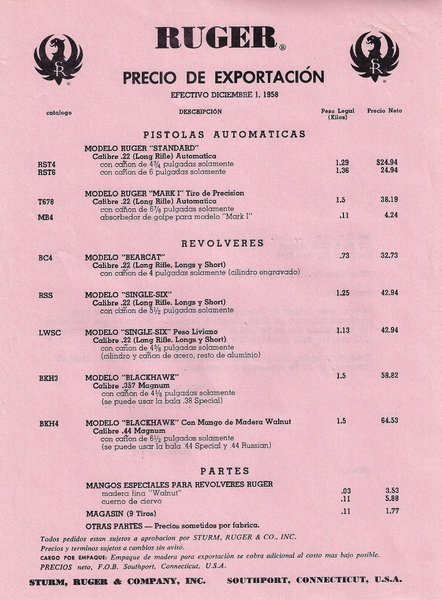 RUGER®
PRECIO DE EXPORTACIÓN
EFECTIVO DICIEMBRE 1, 1958
catalogo DESCRIPCIÓN Peso Legal (Kilos) Precio Neto
PISTOLAS AUTOMATICAS
MODELO RUGER "STANDARD"
Calibre .22 (Long Rifle) Automatica
RST4 con cañon de 4¾ pulgadas solamente 1.29 $24.94
RST6 con cañon de 6 pulgadas solamente 1.36 24.94
MODELO RUGER "MARK I" Tiro de Precision
T678 Calibre .22 (Long Rifle) Automatica 1.5 38.19
con cañon de 6⅞ pulgadas solamente
MB4 absorbedor de golpe para modelo "Mark I" .11 4.24
REVOLVERES
BC4 MODELO "BEARCAT" .73 32.73
Calibre .22 (Long Rifle, Longs y Short)
con cañon de 4 pulgadas solamente (cilindro engravado)
RSS MODELO "SINGLE-SIX" 1.25 42.94
Calibre .22 (Long Rifle, Longs y Short)
con cañon de 5½ pulgadas solamente
LWSC MODELO "SINGLE-SIX" Peso Liviano 1.13 42.94
Calibre .22 (Long Rifle, Longs y Short)
con cañon de 4⅝ pulgadas solamente
(cilindro y cañon de acero, resto de aluminio)
BKH3 MODELO "BLACKHAWK" 1.5 58.82
Calibre .357 Magnum
con cañon de 4⅝ pulgadas solamente
(se puede usar la bala .38 Special)
BKH4 MODELO "BLACKHAWK" Con Mango de Madera Walnut 1.5 64.53
Calibre .44 Magnum
con cañon de 6½ pulgadas solamente
(se puede usar la bala .44 Special y .44 Russian)
PARTES
MANGOS ESPECIALES PARA REVOLVERES RUGER
madera fina "Walnut" .03 3.53
cuerno de ciervo .11 5.88
MAGASIN (9 Tiros) .11 1.77
OTRAS PARTES — Precios sometidos por fabrica.
Todos pedidos estan sujetos a aprobacion por STURM, RUGER & CO., INC.
Precios y terminos sujetos a cambios sin avisó.
CARGO POR EMPAQUE: Empaque de madera para exportación se cobra adicional al costo mas bajo posible.
PRECIOS neto, F.O.B. Southport, Connecticut, U.S.A.
STURM, RUGER & COMPANY, INC. SOUTHPORT, CONNECTICUT, U.S.A.